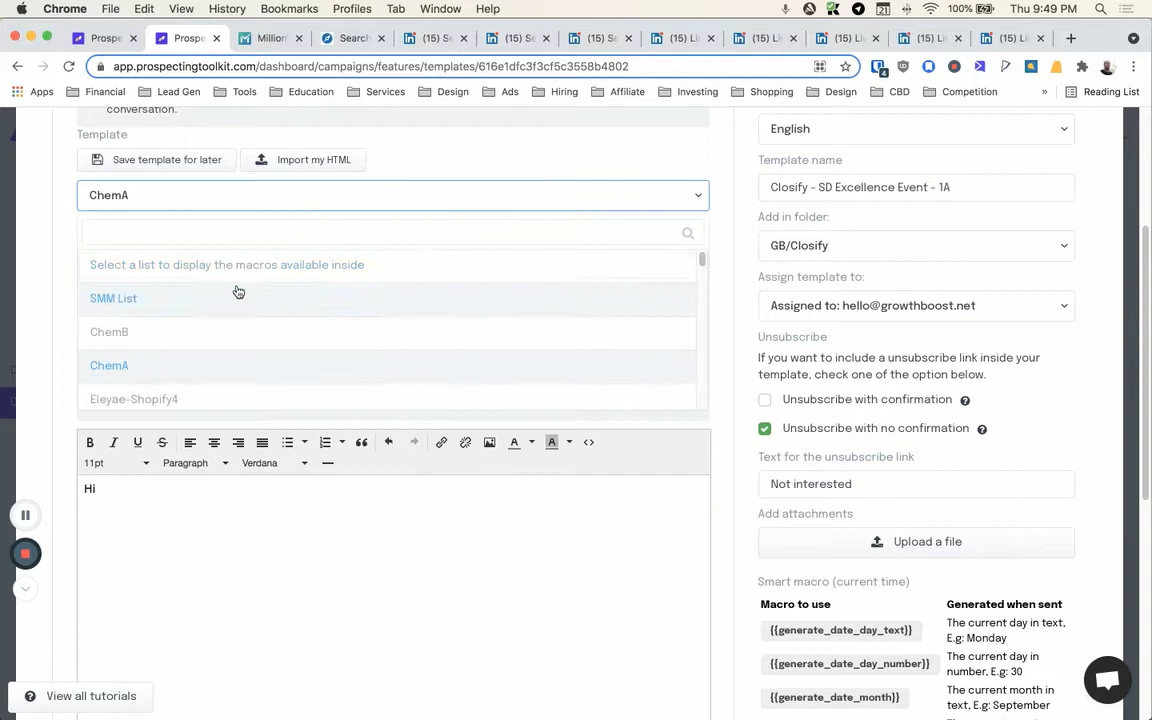 Chrome File Edit View History Bookmarks Profiles Tab Window Help 21 100% Thu 9:49 PM
Prospe Prospe Million Search (15) Se (15) Se (15) Se (15) Li (15) Li (15) Li (15) Li (15) Li
app.prospectingtoolkit.com/dashboard/campaigns/features/templates/616e1dfc3f3cf5c3558b4802 4
Apps Financial Lead Gen Tools Education Services Design Ads Hiring Affiliate Investing Shopping Design CBD Competition » Reading List
conversation.
Template
Save template for later Import my HTML
ChemA
Select a list to display the macros available inside
SMM List
ChemB
ChemA
Eleyae-Shopify4
B I U S A A <>
11pt Paragraph Verdana
Hi
View all tutorials
English
Template name
Closify - SD Excellence Event - 1A
Add in folder:
GB/Closify
Assign template to:
Assigned to: hello@growthboost.net
Unsubscribe
If you want to include a unsubscribe link inside your
template, check one of the option below.
Unsubscribe with confirmation ?
Unsubscribe with no confirmation ?
Text for the unsubscribe link
Not interested
Add attachments
Upload a file
Smart macro (current time)
Macro to use Generated when sent
{{generate_date_day_text}} The current day in text,
E.g: Monday
{{generate_date_day_number}} The current day in
number, E.g: 30
{{generate_date_month}} The current month in
text, E.g: September